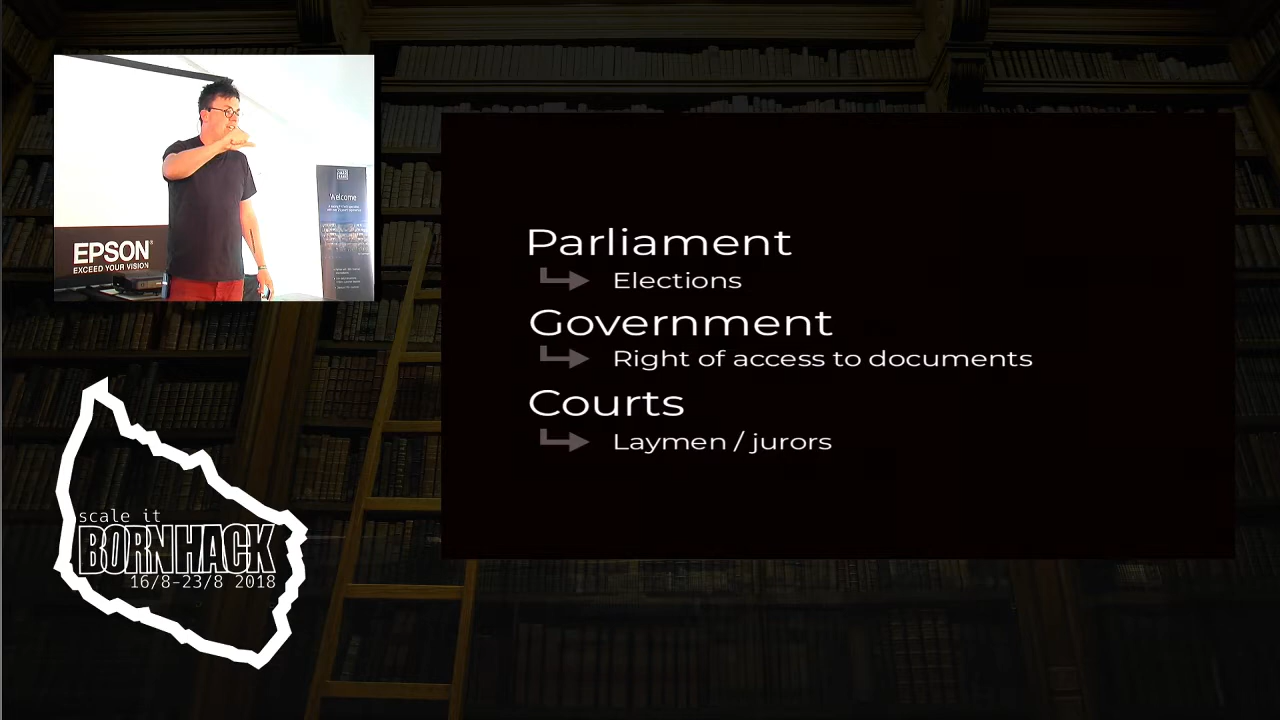 Welcome
EPSON®
EXCEED YOUR VISION
Parliament
Elections
Government
Right of access to documents
Courts
Laymen / jurors
scale it
BORNHACK
16/8-23/8 2018